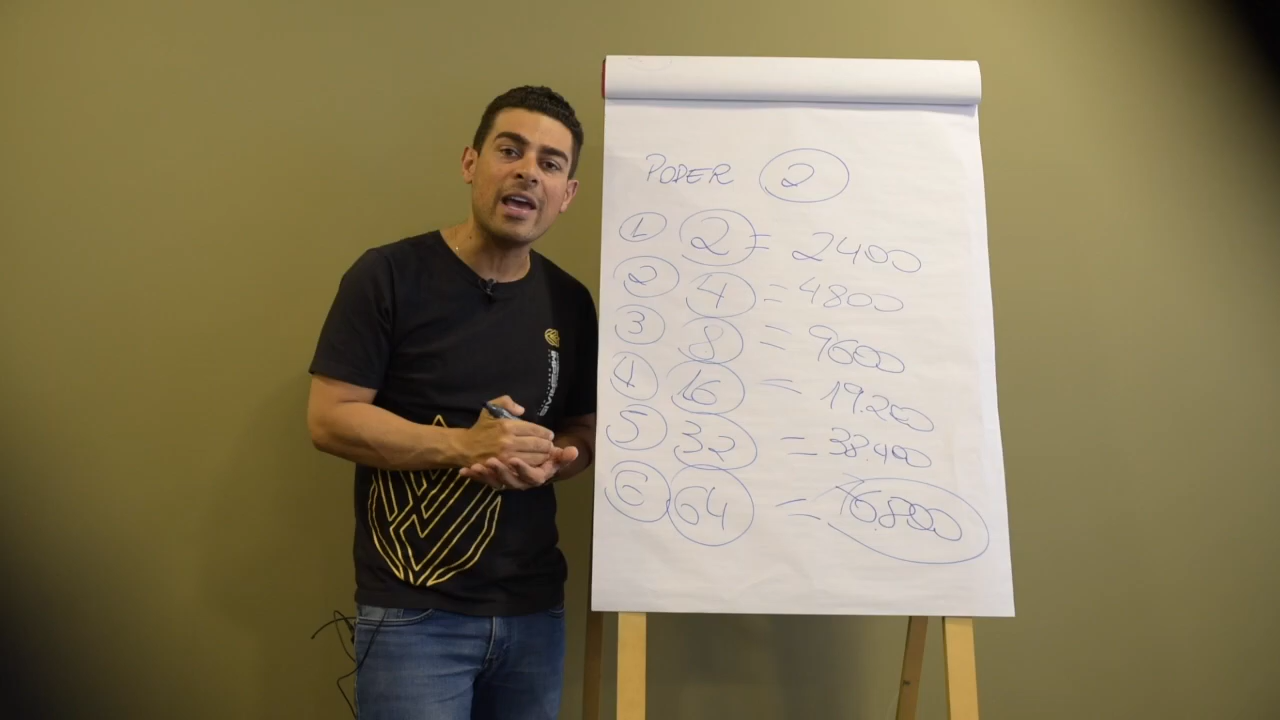 PODER 2
1 2 = 2400
2 4 = 4800
3 8 = 9600
4 16 = 19.200
5 32 = 38.400
6 64 = 76.800